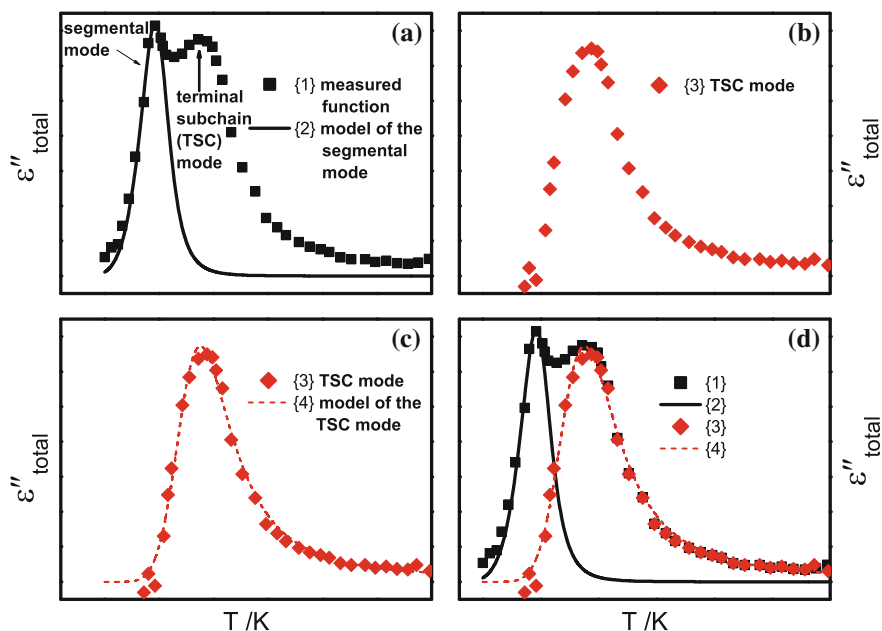 (a)
segmental
mode
terminal
subchain
(TSC)
mode
{1} measured
function
{2} model of the
segmental
mode
ε″ total
(b)
{3} TSC mode
ε″ total
(c)
{3} TSC mode
{4} model of the
TSC mode
ε″ total
T /K
(d)
{1}
{2}
{3}
{4}
ε″ total
T /K